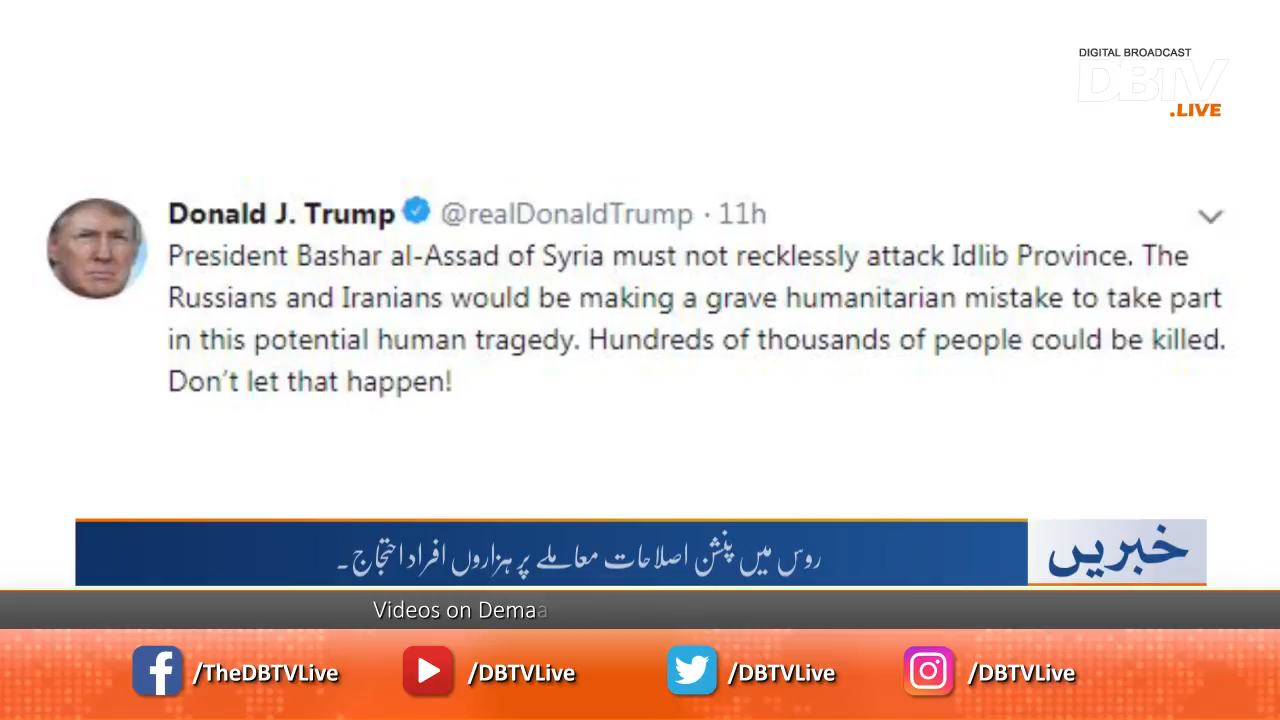 DIGITAL BROADCAST
DBTV
.LIVE
Donald J. Trump @realDonaldTrump · 11h
President Bashar al-Assad of Syria must not recklessly attack Idlib Province. The
Russians and Iranians would be making a grave humanitarian mistake to take part
in this potential human tragedy. Hundreds of thousands of people could be killed.
Don't let that happen!
خبریں
روس میں پنشن اصلاحات معاملے پر ہزاروں افراد احتجاج۔
Videos on Demaa
/TheDBTVLive /DBTVLive /DBTVLive /DBTVLive